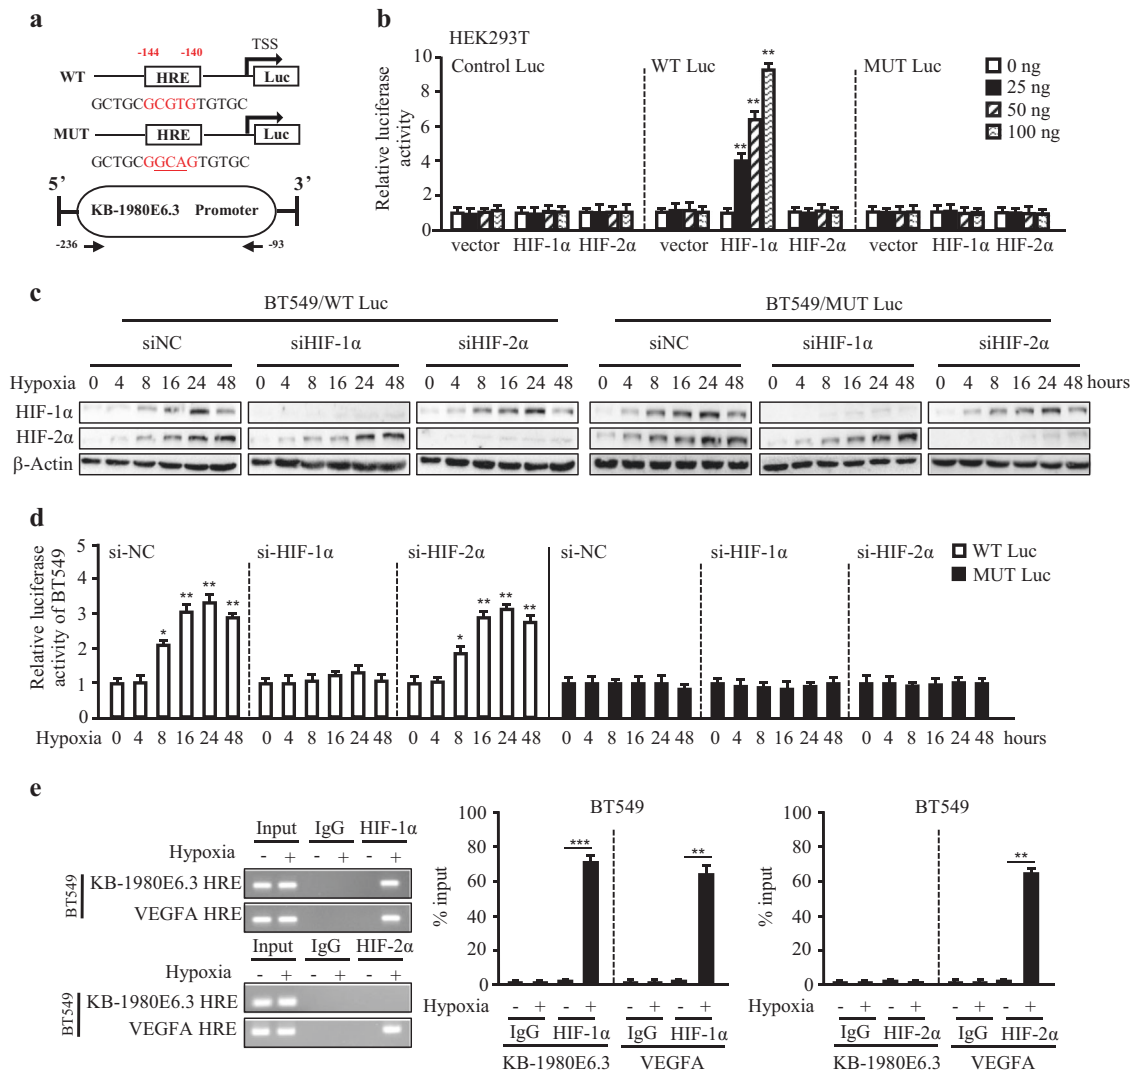 a
-144 -140 TSS
WT HRE Luc
GCTGCGCGTGTGTGC
MUT HRE Luc
GCTGCGGCAGTGTGC
5’ 3’
KB-1980E6.3 Promoter
-236 -93
b
HEK293T
Control Luc WT Luc MUT Luc
Relative luciferase
activity
10
8
6
4
2
0
** ** **
0 ng
25 ng
50 ng
100 ng
vector HIF-1α HIF-2α vector HIF-1α HIF-2α vector HIF-1α HIF-2α
c
BT549/WT Luc BT549/MUT Luc
siNC siHIF-1α siHIF-2α siNC siHIF-1α siHIF-2α
Hypoxia 0 4 8 16 24 48 0 4 8 16 24 48 0 4 8 16 24 48 0 4 8 16 24 48 0 4 8 16 24 48 0 4 8 16 24 48 hours
HIF-1α
HIF-2α
β-Actin
d
si-NC si-HIF-1α si-HIF-2α si-NC si-HIF-1α si-HIF-2α
WT Luc
MUT Luc
Relative luciferase
activity of BT549
5
4
3
2
1
0
* ** ** ** * ** ** **
Hypoxia 0 4 8 16 24 48 0 4 8 16 24 48 0 4 8 16 24 48 0 4 8 16 24 48 0 4 8 16 24 48 0 4 8 16 24 48 hours
e
Input IgG HIF-1α
Hypoxia - + - + - +
BT549
KB-1980E6.3 HRE
VEGFA HRE
Input IgG HIF-2α
Hypoxia - + - + - +
BT549
KB-1980E6.3 HRE
VEGFA HRE
BT549
% input
100
80
60
40
20
0
*** **
Hypoxia - + - + - + - +
IgG HIF-1α IgG HIF-1α
KB-1980E6.3 VEGFA
BT549
% input
100
80
60
40
20
0
**
Hypoxia - + - + - + - +
IgG HIF-2α IgG HIF-2α
KB-1980E6.3 VEGFA